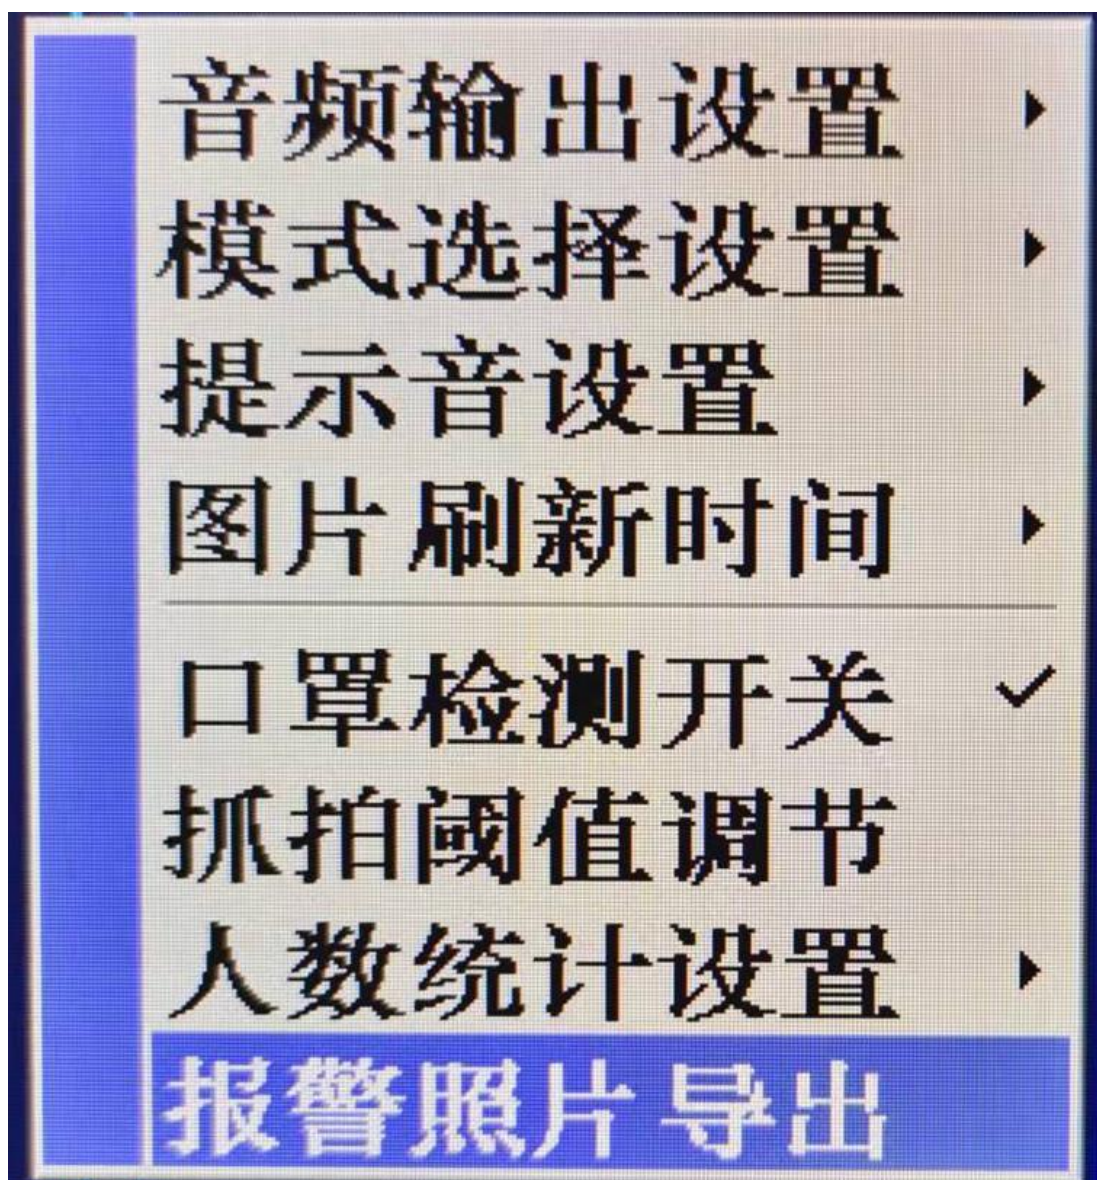 音频输出设置
模式选择设置
提示音设置
图片刷新时间
口罩检测开关
抓拍阈值调节
人数统计设置
报警照片导出